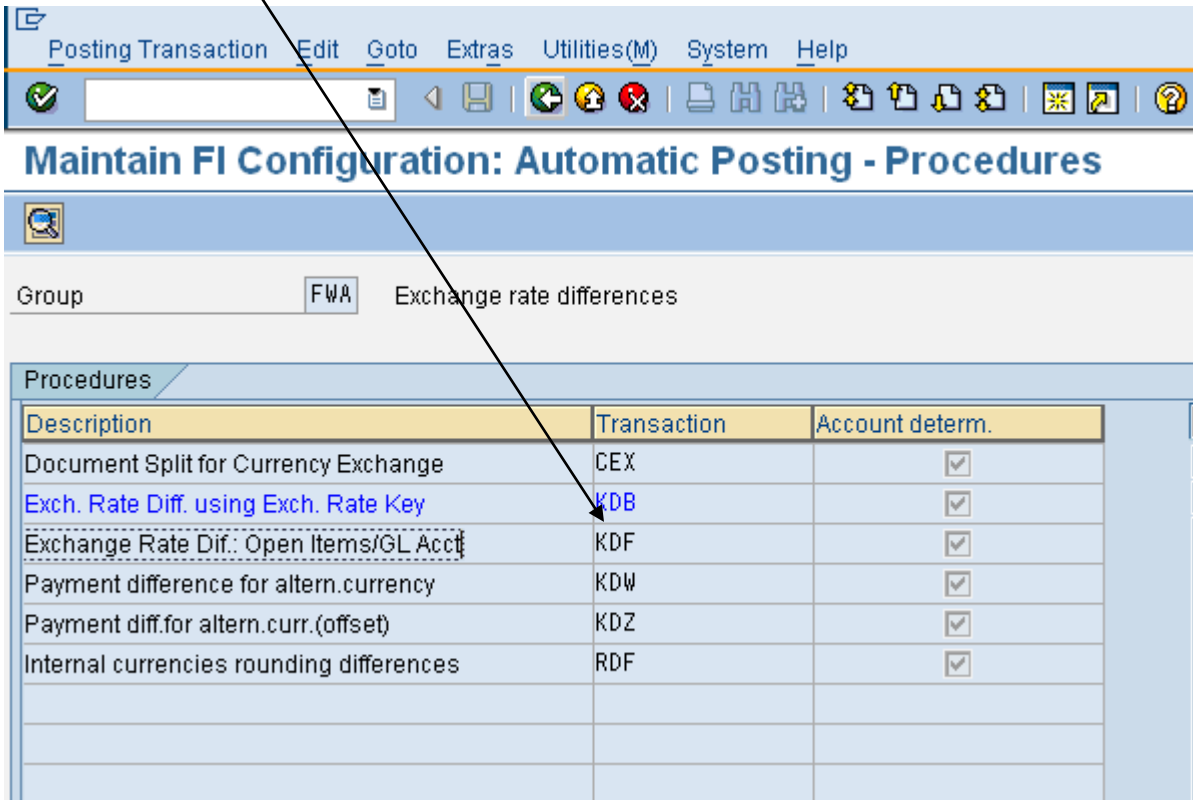 Posting Transaction Edit Goto Extras Utilities(M) System Help
Maintain FI Configuration: Automatic Posting - Procedures
Group FWA Exchange rate differences
Procedures
Description Transaction Account determ.
Document Split for Currency Exchange CEX
Exch. Rate Diff. using Exch. Rate Key KDB
Exchange Rate Dif.: Open Items/GL Acct KDF
Payment difference for altern.currency KDW
Payment diff.for altern.curr.(offset) KDZ
Internal currencies rounding differences RDF